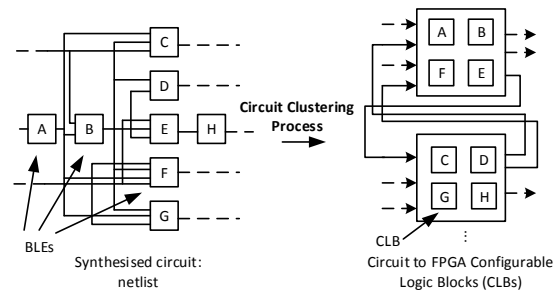 C
D
A
B
E
H
F
G
BLEs
Synthesised circuit:
netlist
Circuit Clustering
Process
A B
F E
C D
G H
CLB
⋮
Circuit to FPGA Configurable
Logic Blocks (CLBs)